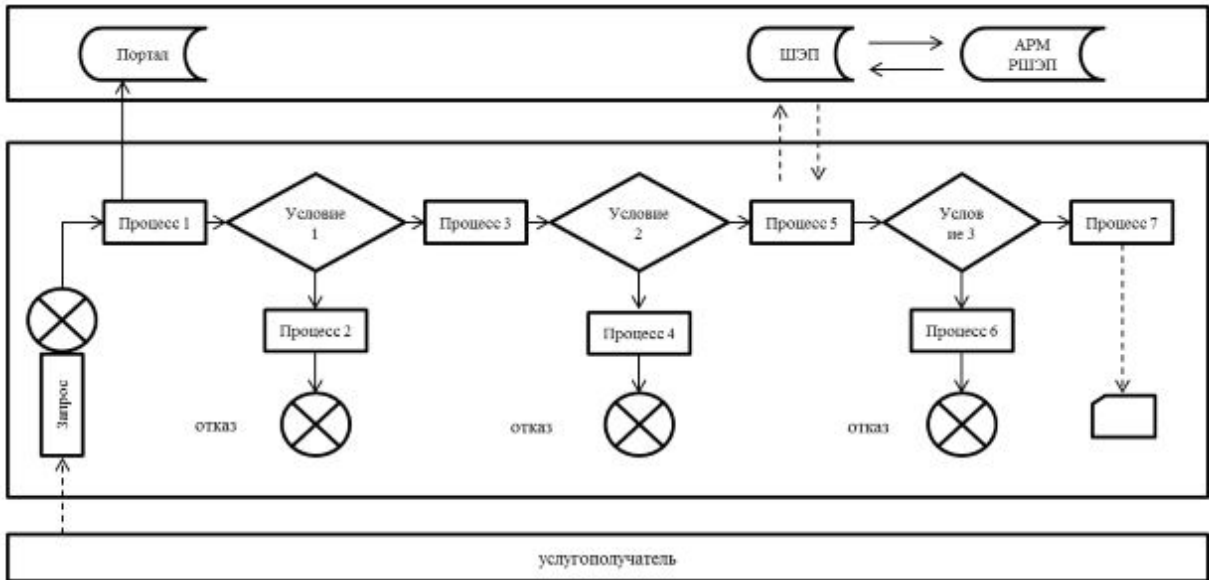 Портал
ШЭП
АРМ
РШЭП
Процесс 1
Условие
1
Процесс 3
Условие
2
Процесс 5
Услов
ие 3
Процесс 7
Процесс 2
Процесс 4
Процесс 6
Запрос
отказ
отказ
отказ
услугополучатель